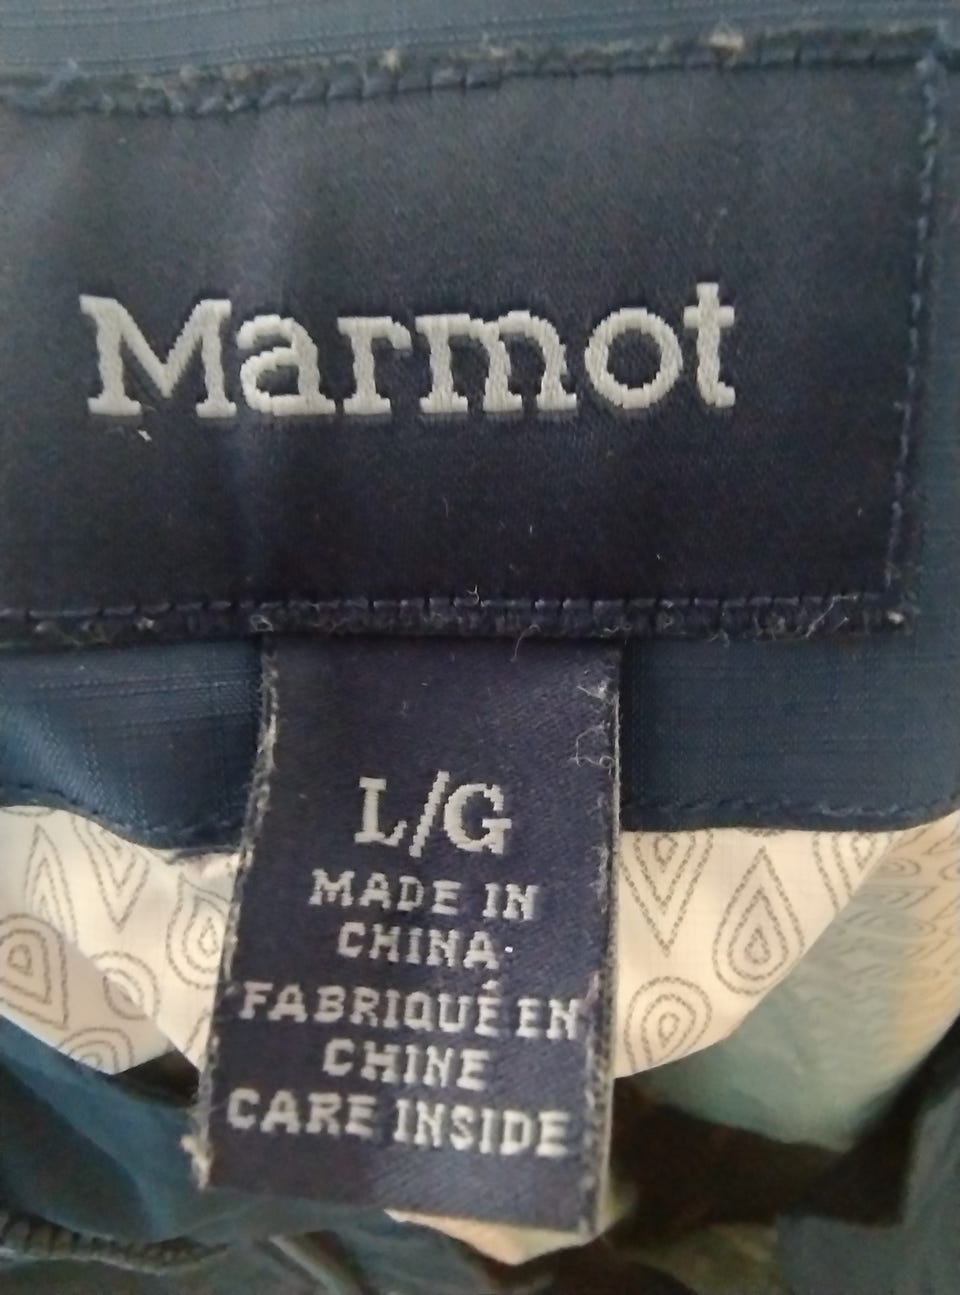 Marmot
L/G
MADE IN
CHINA
FABRIQUÉ EN
CHINE
CARE INSIDE